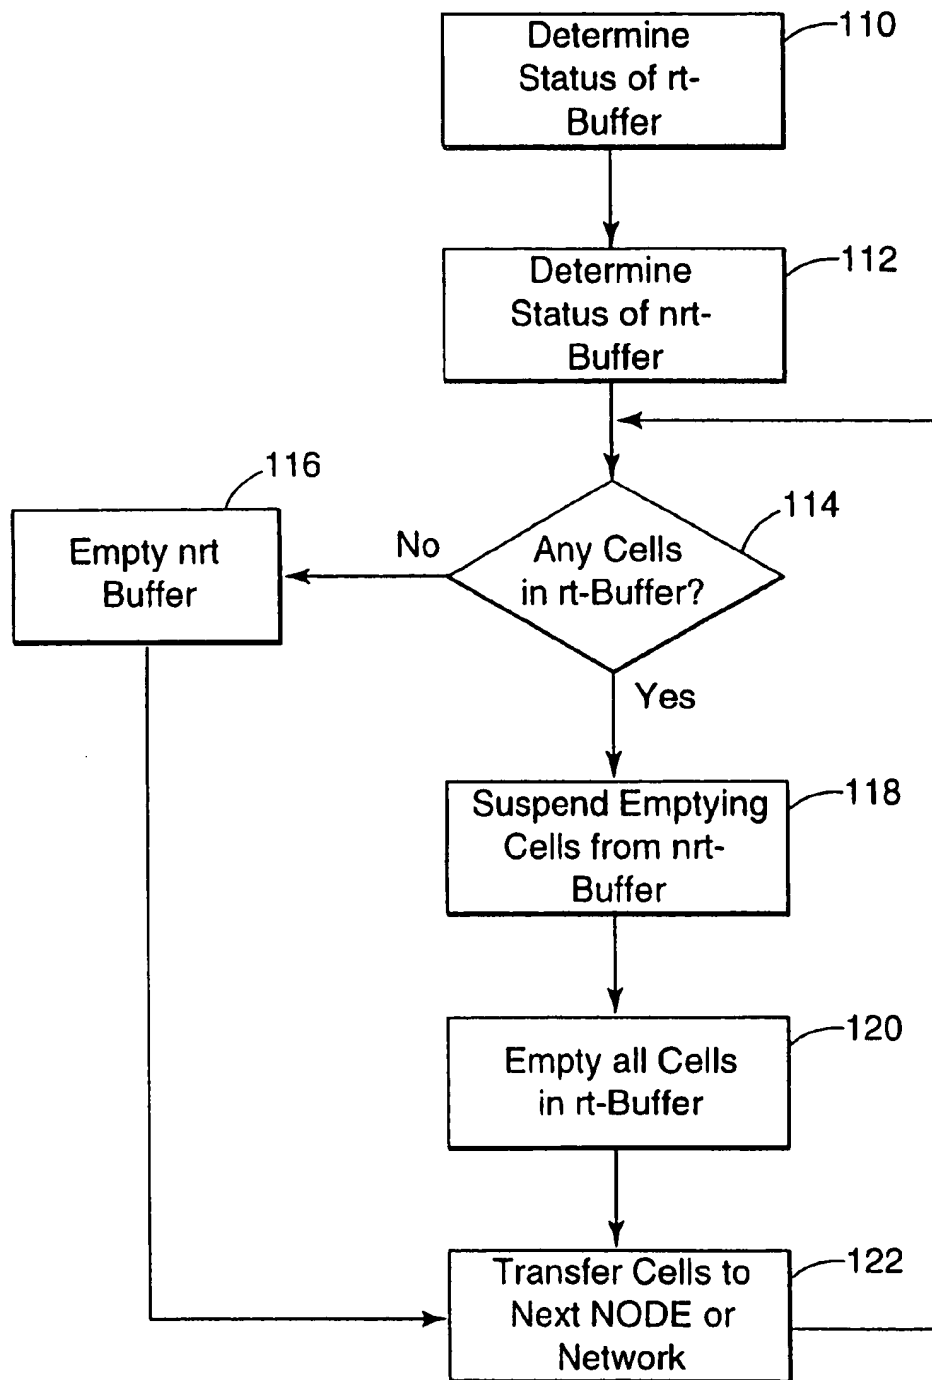 Determine
Status of rt-
Buffer
110
Determine
Status of nrt-
Buffer
112
116
Empty nrt
Buffer
No
Any Cells
in rt-Buffer?
114
Yes
Suspend Emptying
Cells from nrt-
Buffer
118
Empty all Cells
in rt-Buffer
120
Transfer Cells to
Next NODE or
Network
122